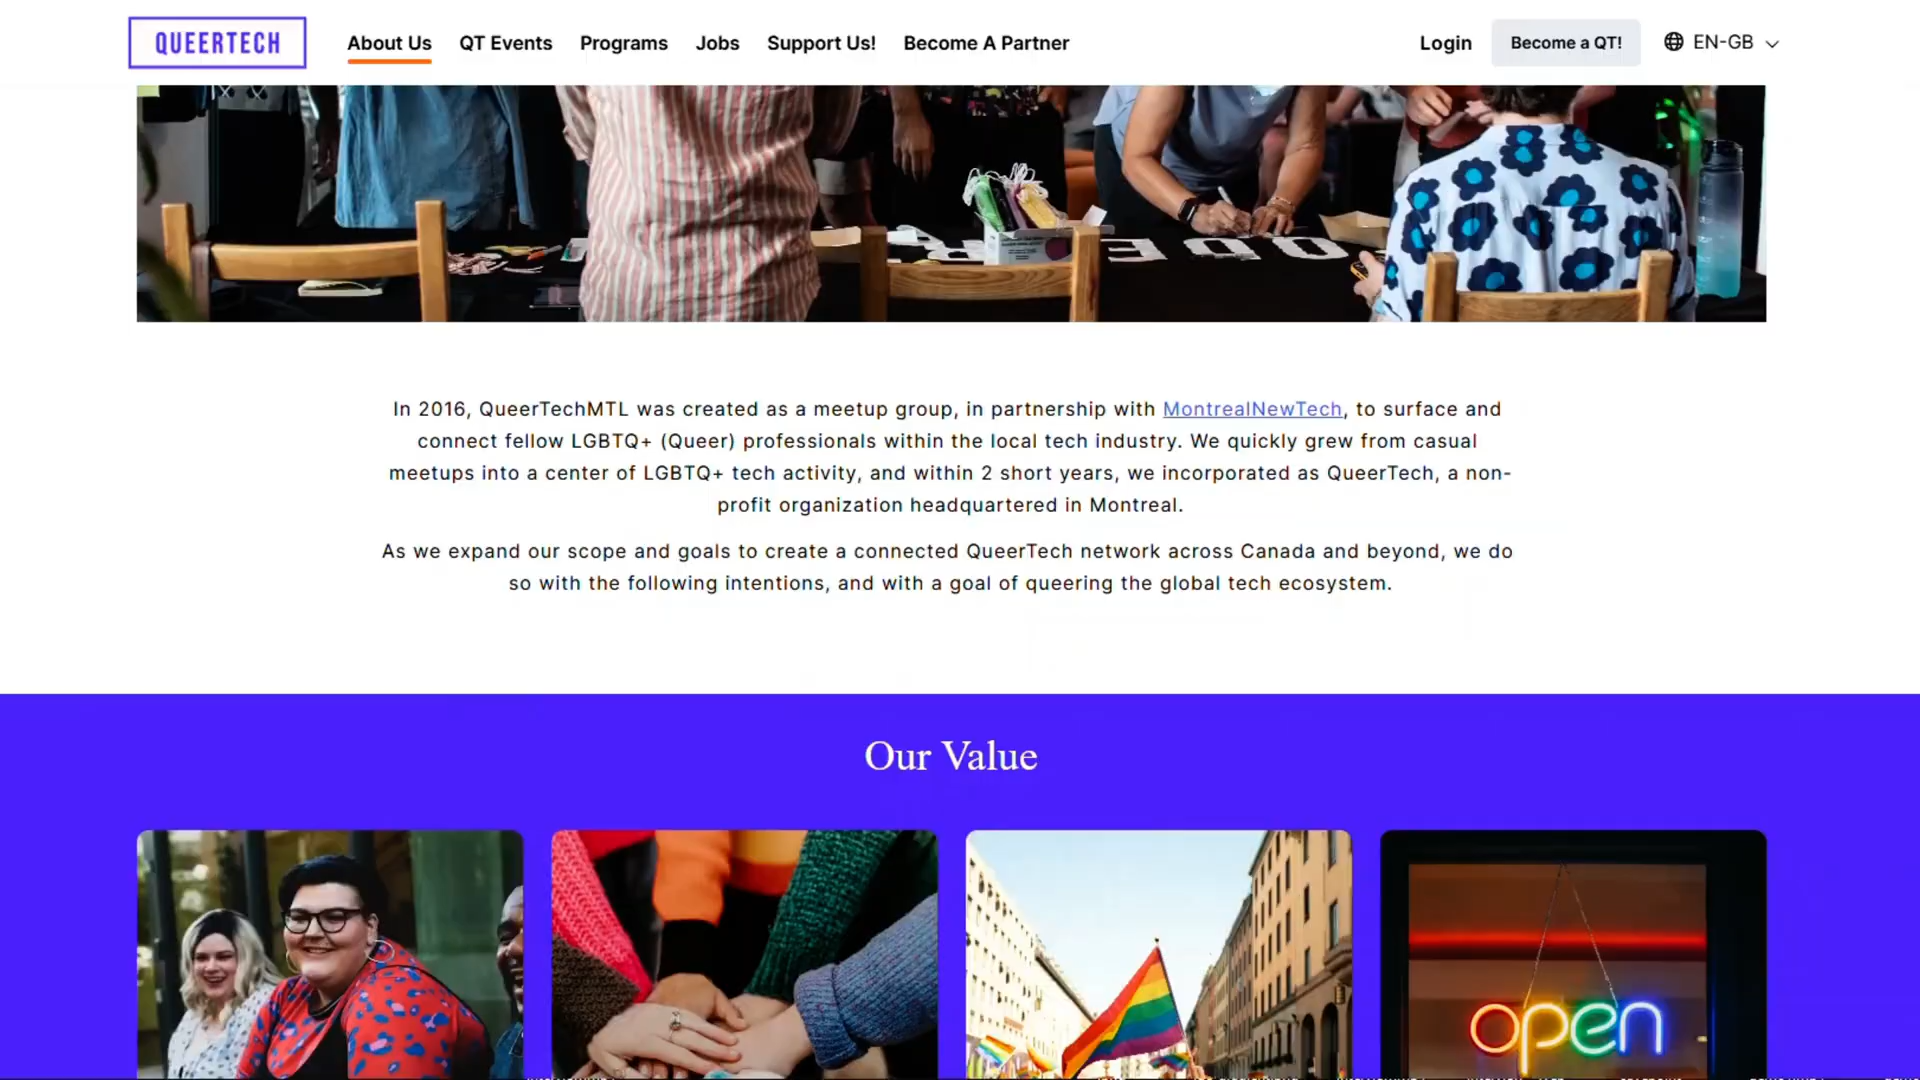 QUEERTECH
About Us QT Events Programs Jobs Support Us! Become A Partner Login Become a QT! EN-GB
In 2016, QueerTechMTL was created as a meetup group, in partnership with MontrealNewTech, to surface and
connect fellow LGBTQ+ (Queer) professionals within the local tech industry. We quickly grew from casual
meetups into a center of LGBTQ+ tech activity, and within 2 short years, we incorporated as QueerTech, a non-
profit organization headquartered in Montreal.
As we expand our scope and goals to create a connected QueerTech network across Canada and beyond, we do
so with the following intentions, and with a goal of queering the global tech ecosystem.
Our Value
open